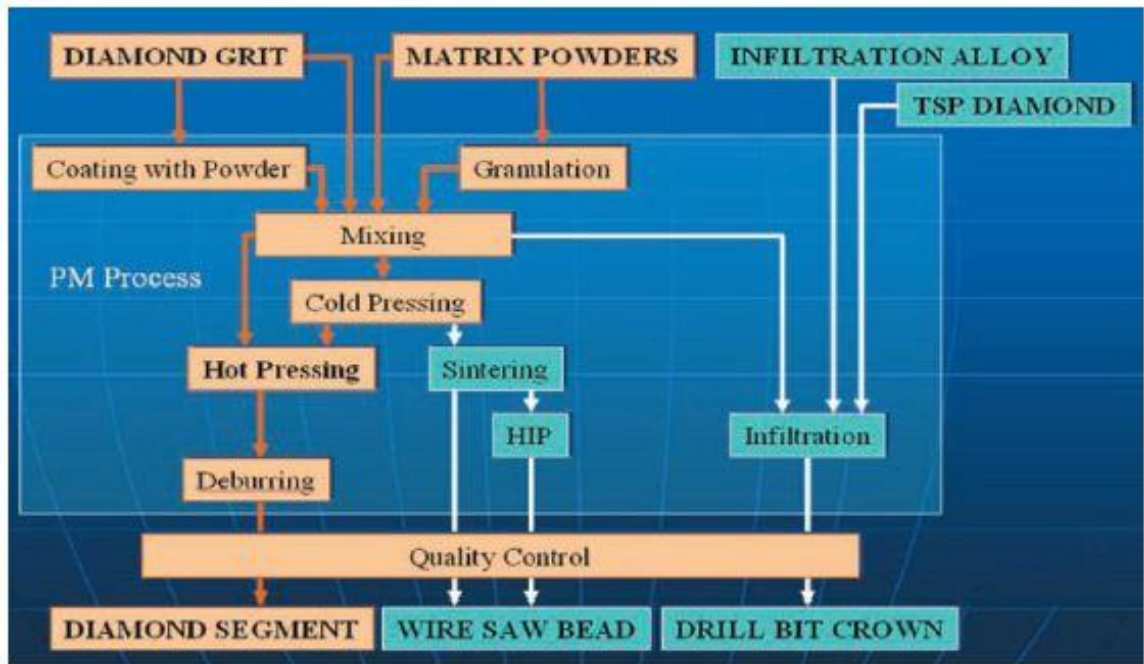 DIAMOND GRIT
MATRIX POWDERS
INFILTRATION ALLOY
TSP DIAMOND
Coating with Powder
Granulation
Mixing
PM Process
Cold Pressing
Hot Pressing
Sintering
HIP
Infiltration
Deburring
Quality Control
DIAMOND SEGMENT
WIRE SAW BEAD
DRILL BIT CROWN